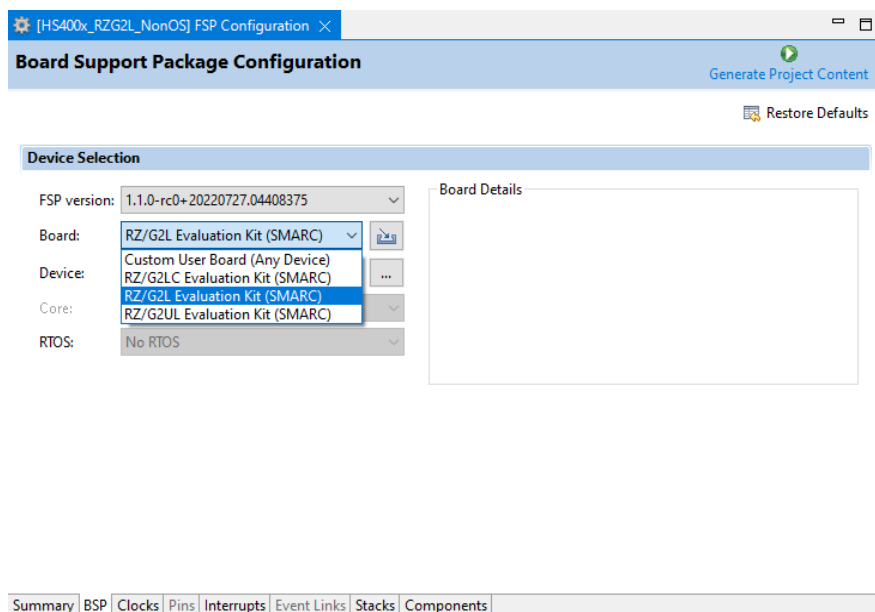 [HS400x_RZG2L_NonOS] FSP Configuration
Board Support Package Configuration
Generate Project Content
Restore Defaults
Device Selection
FSP version: 1.1.0-rc0+20220727.04408375
Board Details
Board: RZ/G2L Evaluation Kit (SMARC)
Custom User Board (Any Device)
Device: RZ/G2LC Evaluation Kit (SMARC)
...
RZ/G2L Evaluation Kit (SMARC)
Core: RZ/G2UL Evaluation Kit (SMARC)
RTOS: No RTOS
Summary BSP Clocks Pins Interrupts Event Links Stacks Components